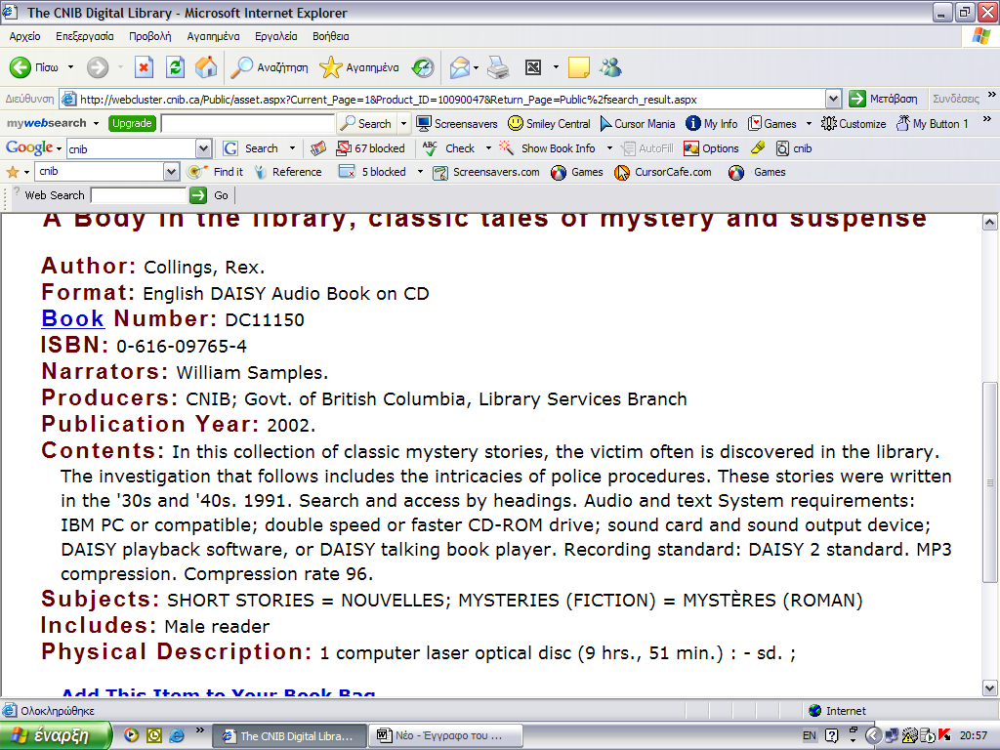 The CNIB Digital Library - Microsoft Internet Explorer
Αρχείο Επεξεργασία Προβολή Αγαπημένα Εργαλεία Βοήθεια
Πίσω Αναζήτηση Αγαπημένα
Διεύθυνση http://webcluster.cnib.ca/Public/asset.aspx?Current_Page=1&Product_ID=10090047&Return_Page=Public%2fsearch_result.aspx Μετάβαση Συνδέσεις »
mywebsearch Upgrade Search Screensavers Smiley Central Cursor Mania My Info Games Customize My Button 1 »
Google cnib G Search 67 blocked ABC Check Show Book Info AutoFill Options cnib
cnib Find it Reference 5 blocked Screensavers.com Games CursorCafe.com Games
Web Search Go
A Body in the library, classic tales of mystery and suspense
Author: Collings, Rex.
Format: English DAISY Audio Book on CD
Book Number: DC11150
ISBN: 0-616-09765-4
Narrators: William Samples.
Producers: CNIB; Govt. of British Columbia, Library Services Branch
Publication Year: 2002.
Contents: In this collection of classic mystery stories, the victim often is discovered in the library.
The investigation that follows includes the intricacies of police procedures. These stories were written
in the '30s and '40s. 1991. Search and access by headings. Audio and text System requirements:
IBM PC or compatible; double speed or faster CD-ROM drive; sound card and sound output device;
DAISY playback software, or DAISY talking book player. Recording standard: DAISY 2 standard. MP3
compression. Compression rate 96.
Subjects: SHORT STORIES = NOUVELLES; MYSTERIES (FICTION) = MYSTÈRES (ROMAN)
Includes: Male reader
Physical Description: 1 computer laser optical disc (9 hrs., 51 min.) : - sd. ;
Add This Item to Your Book Bag
Ολοκληρώθηκε Internet
έναρξη » The CNIB Digital Libra... Νέο - Έγγραφο του ... EN 20:57